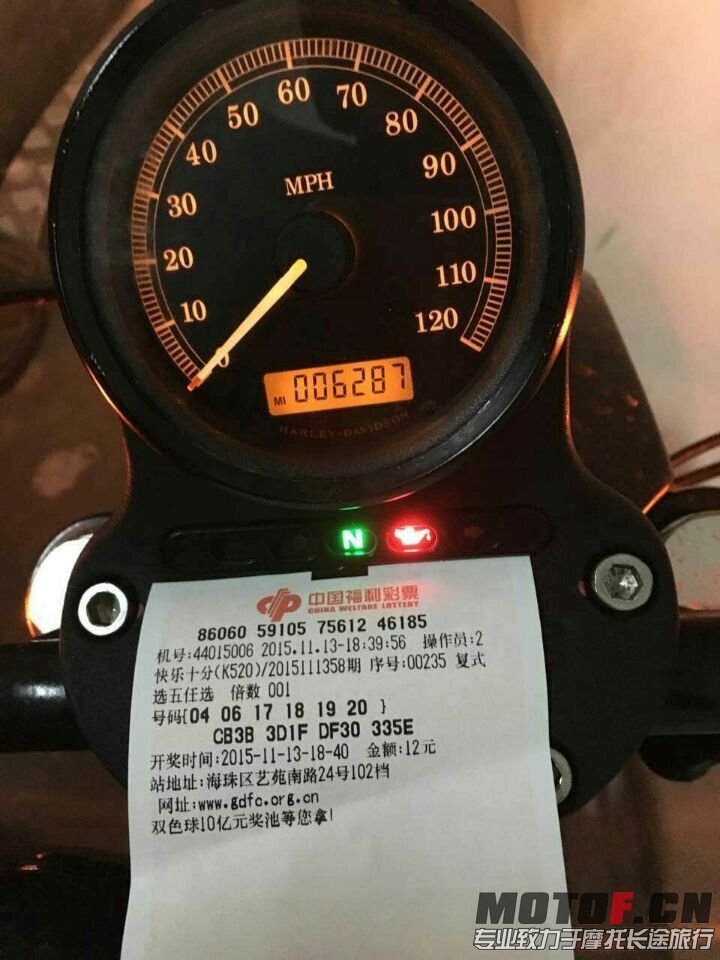 60
50
70
40
80
MPH
90
30
100
20
110
10
120
0
MI 006287
HARLEY-DAVIDSON
N
中国福利彩票
CHINA WELFARE LOTTERY
86060 59105 75612 46185
机号:44015006 2015.11.13-18:39:56 操作员:2
快乐十分(K520)/2015111358期 序号:00235 复式
选五任选 倍数 001
号码[04 06 17 18 19 20 }
CB3B 3D1F DF30 335E
开奖时间:2015-11-13-18-40 金额:12元
站地址:海珠区艺苑南路24号102档
网址:www.gdfc.org.cn
双色球10亿元奖池等您拿!
MOTOF.CN
专业致力于摩托长途旅行